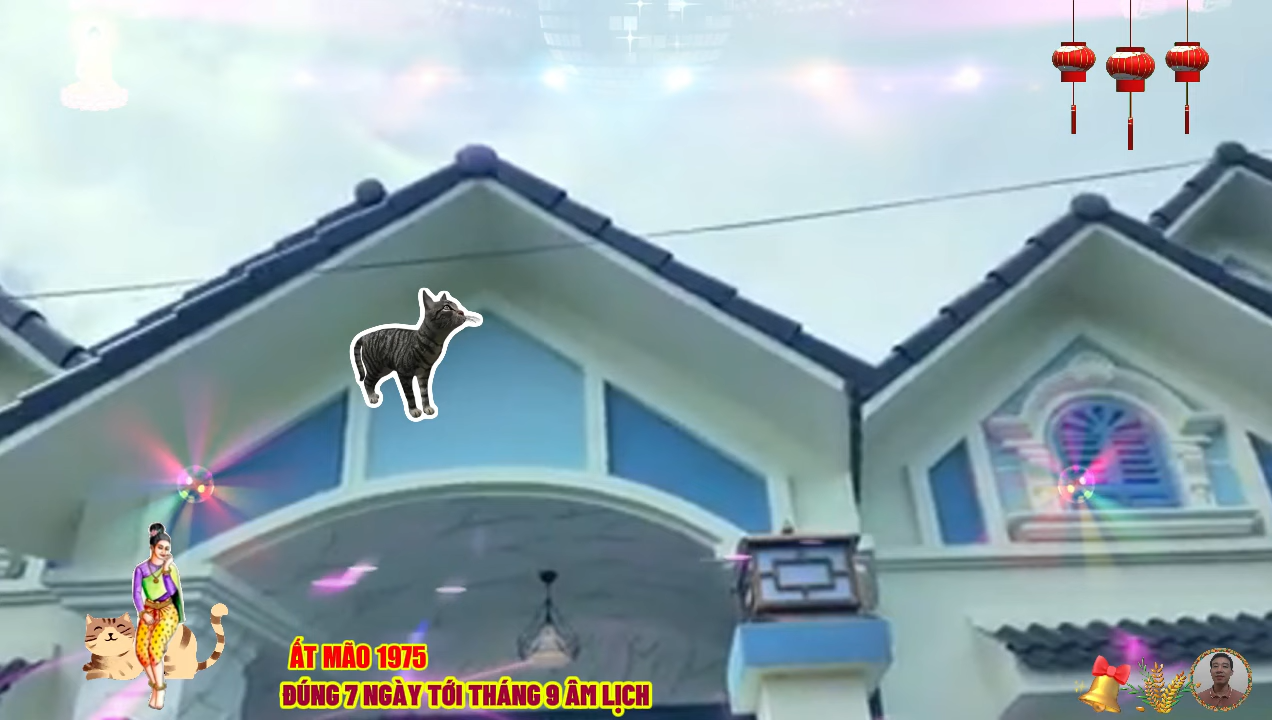 ẤT MÃO 1975
ĐÚNG 7 NGÀY TỚI THÁNG 9 ÂM LỊCH